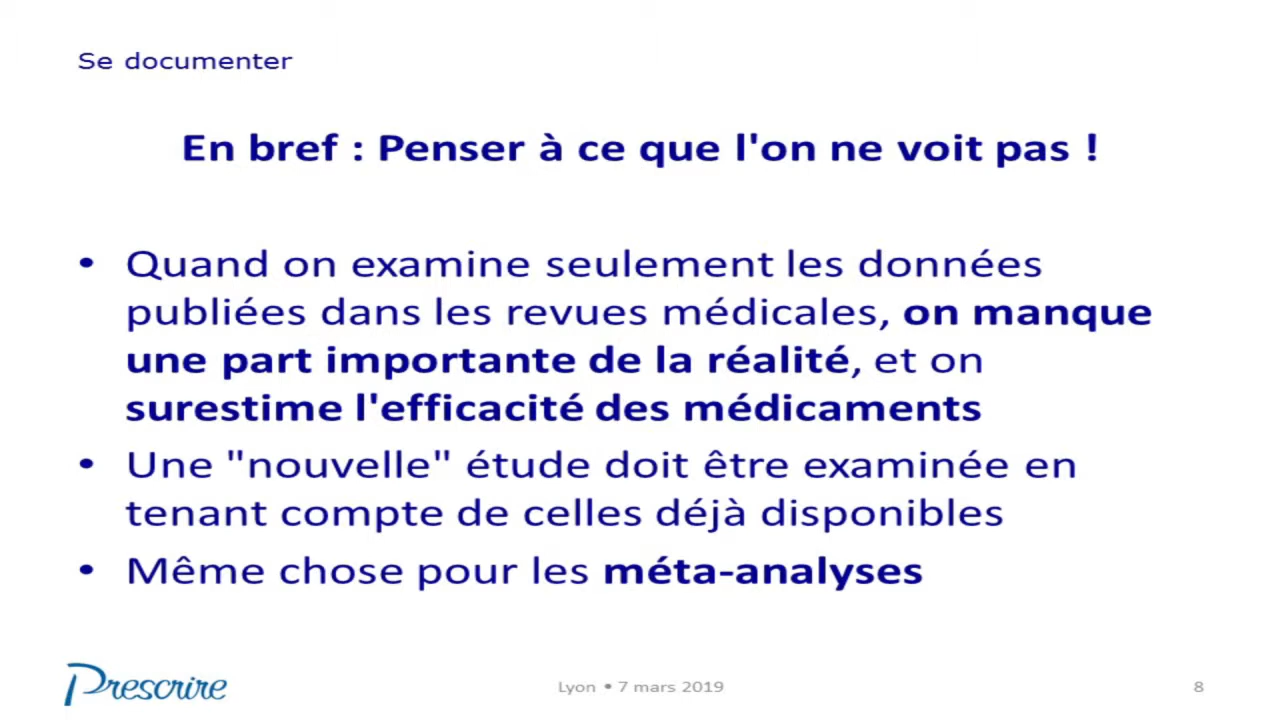 Se documenter
En bref : Penser à ce que l'on ne voit pas !
• Quand on examine seulement les données
publiées dans les revues médicales, on manque
une part importante de la réalité, et on
surestime l'efficacité des médicaments
• Une "nouvelle" étude doit être examinée en
tenant compte de celles déjà disponibles
• Même chose pour les méta-analyses
Prescrire
Lyon • 7 mars 2019
8